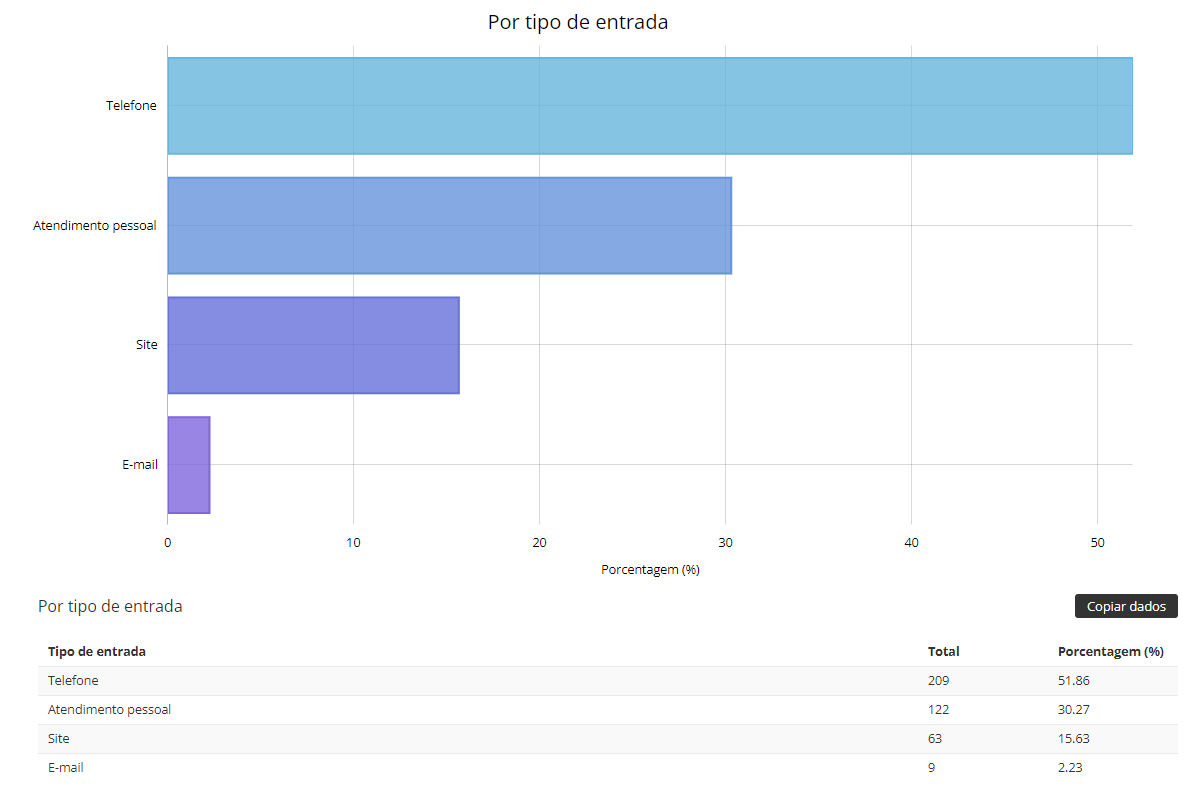 Por tipo de entrada
Telefone
Atendimento pessoal
Site
E-mail
0 10 20 30 40 50
Porcentagem (%)
Por tipo de entrada Copiar dados
Tipo de entrada Total Porcentagem (%)
Telefone 209 51.86
Atendimento pessoal 122 30.27
Site 63 15.63
E-mail 9 2.23